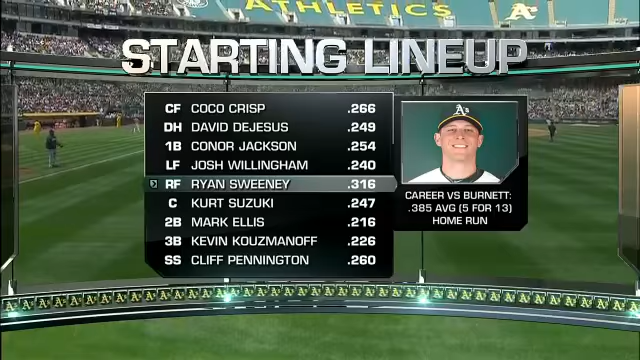 ATHLETICS
A's
STARTING LINEUP
CF COCO CRISP .266
DH DAVID DEJESUS .249
1B CONOR JACKSON .254
LF JOSH WILLINGHAM .240
RF RYAN SWEENEY .316
C KURT SUZUKI .247
2B MARK ELLIS .216
3B KEVIN KOUZMANOFF .226
SS CLIFF PENNINGTON .260
A's
CAREER VS BURNETT:
.385 AVG (5 FOR 13)
HOME RUN